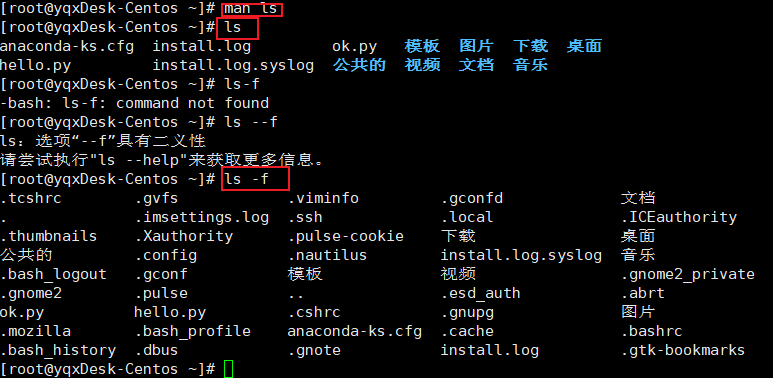 [root@yqxDesk-Centos ~]# man ls
[root@yqxDesk-Centos ~]# ls
anaconda-ks.cfg  install.log         ok.py   模板  图片  下载  桌面
hello.py         install.log.syslog  公共的  视频  文档  音乐
[root@yqxDesk-Centos ~]# ls-f
-bash: ls-f: command not found
[root@yqxDesk-Centos ~]# ls --f
ls：选项“--f”具有二义性
请尝试执行"ls --help"来获取更多信息。
[root@yqxDesk-Centos ~]# ls -f
.tcshrc        .gvfs            .viminfo         .gconfd             文档
.              .imsettings.log  .ssh             .local              .ICEauthority
.thumbnails    .Xauthority      .pulse-cookie    下载                桌面
公共的         .config          .nautilus        install.log.syslog  音乐
.bash_logout   .gconf           模板             视频                .gnome2_private
.gnome2        .pulse           ..               .esd_auth           .abrt
ok.py          hello.py         .cshrc           .gnupg              图片
.mozilla       .bash_profile    anaconda-ks.cfg  .cache              .bashrc
.bash_history  .dbus            .gnote           install.log         .gtk-bookmarks
[root@yqxDesk-Centos ~]#